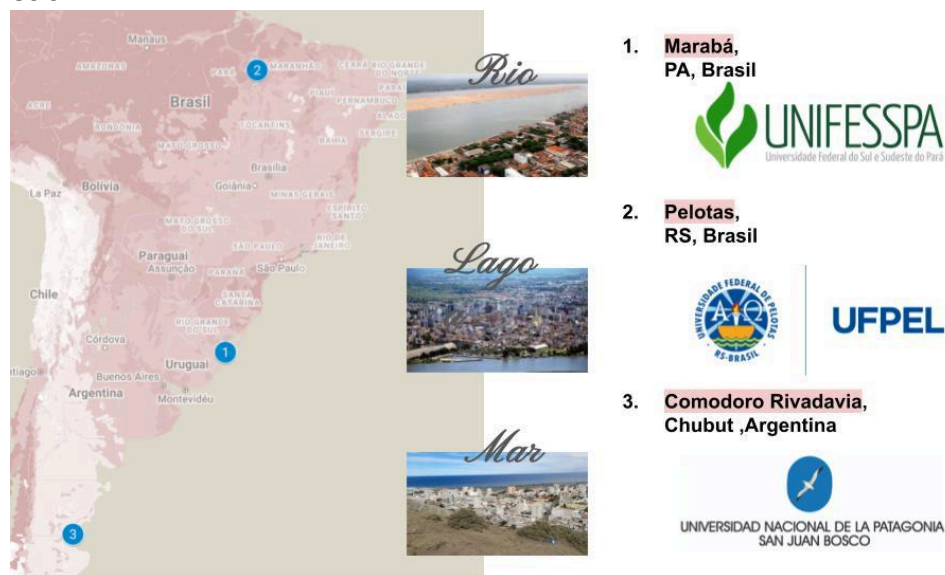 Manaus
AMAZONAS
PARÁ
2
MARANHÃO
CEARÁ
RIO GRANDE
DO NORTE
PIAUÍ
PERNAMBUCO
ACRE
Brasil
RONDÔNIA
TOCANTINS
SERGIPE
MATO GROSSO
BAHIA
Brasília
La Paz
Bolívia
Goiânia
MINAS GERAIS
ESPÍRITO
SANTO
MATO GROSSO
DO SUL
SÃO PAULO
RIO DE
JANEIRO
Paraguai
Assunção
PARANÁ
São Paulo
Chile
SANTA
CATARINA
RIO GRANDE
DO SUL
Córdova
1
Uruguai
Buenos Aires
Argentina
Montevidéu
3
Rio
Lago
Mar
1. Marabá,
PA, Brasil
UNIFESSPA
Universidade Federal do Sul e Sudeste do Pará
2. Pelotas,
RS, Brasil
UNIVERSIDADE FEDERAL DE PELOTAS
RS-BRASIL
UFPEL
3. Comodoro Rivadavia,
Chubut ,Argentina
UNIVERSIDAD NACIONAL DE LA PATAGONIA
SAN JUAN BOSCO